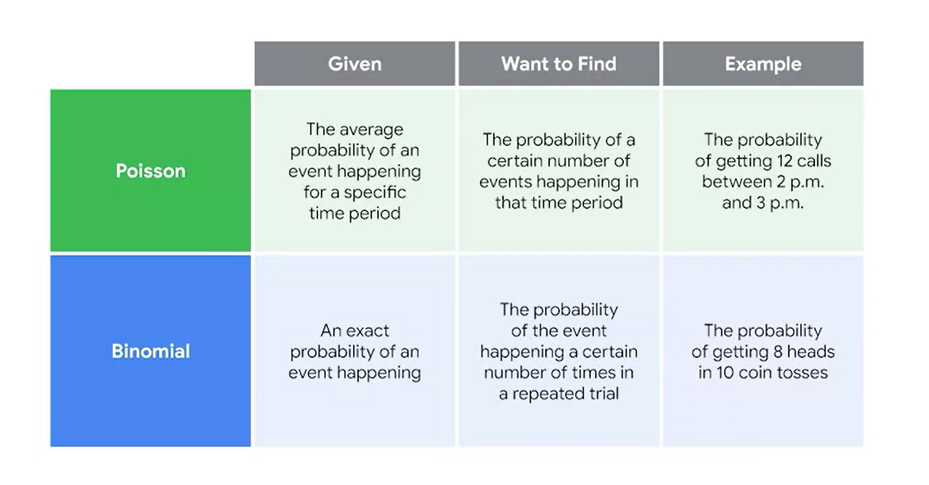 Given
Want to Find
Example
Poisson
The average
probability of an
event happening
for a specific
time period
The probability of a
certain number of
events happening in
that time period
The probability
of getting 12 calls
between 2 p.m.
and 3 p.m.
Binomial
An exact
probability of an
event happening
The probability
of the event
happening a certain
number of times in
a repeated trial
The probability
of getting 8 heads
in 10 coin tosses